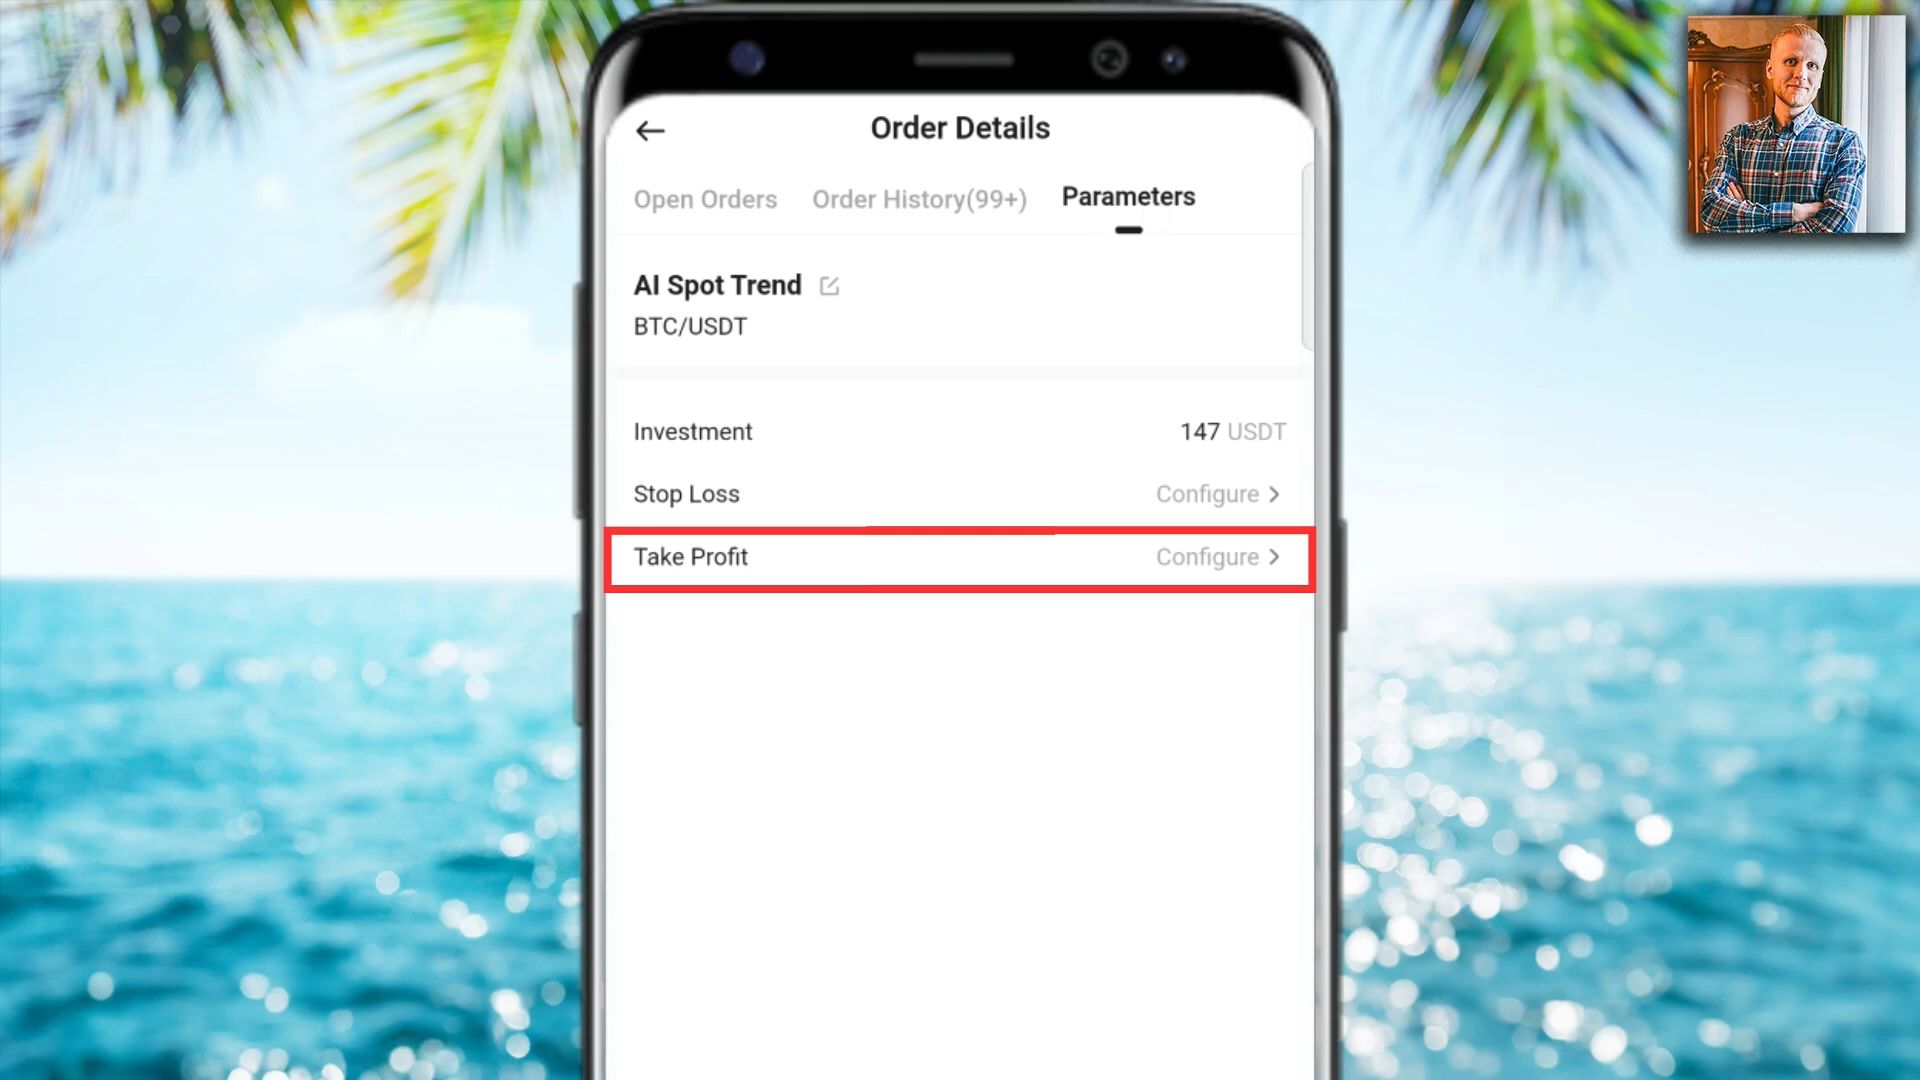 Order Details
Open Orders Order History(99+) Parameters
AI Spot Trend
BTC/USDT
Investment 147 USDT
Stop Loss Configure
Take Profit Configure